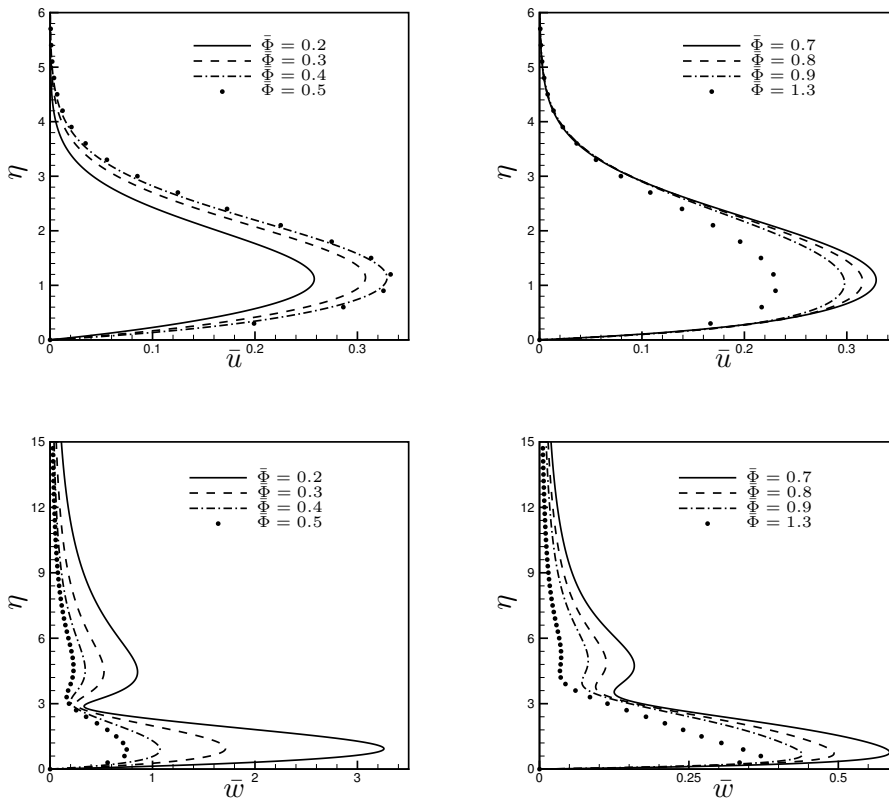 6
5
4
3
2
1
0
η
Φ̄ = 0.2
Φ̄ = 0.3
Φ̄ = 0.4
Φ̄ = 0.5
0 0.1 0.2 0.3
ū
6
5
4
3
2
1
0
η
Φ̄ = 0.7
Φ̄ = 0.8
Φ̄ = 0.9
Φ̄ = 1.3
0 0.1 0.2 0.3
ū
15
12
9
6
3
0
η
Φ̄ = 0.2
Φ̄ = 0.3
Φ̄ = 0.4
Φ̄ = 0.5
0 1 2 3
w̄
15
12
9
6
3
0
η
Φ̄ = 0.7
Φ̄ = 0.8
Φ̄ = 0.9
Φ̄ = 1.3
0 0.25 0.5
w̄